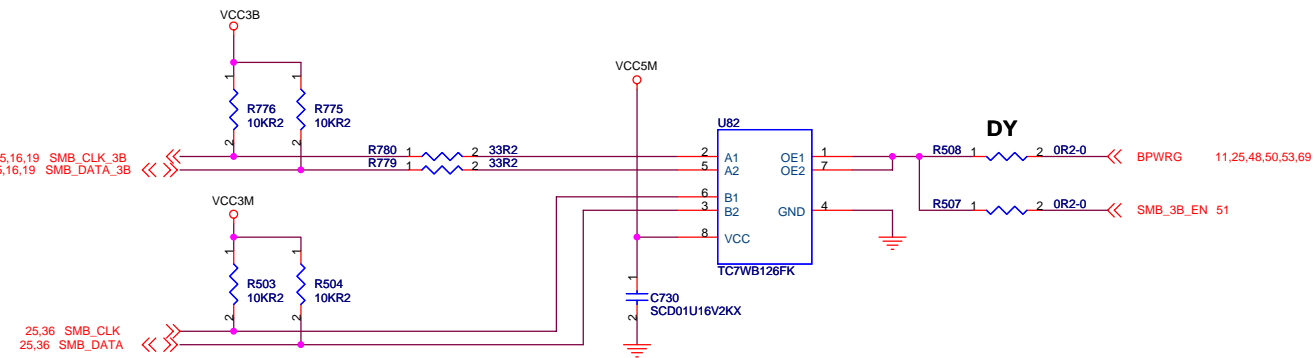 VCC3B
1
1
R776
10KR2
R775
10KR2
2
2
5,16,19 SMB_CLK_3B
5,16,19 SMB_DATA_3B
R780 1 2 33R2
R779 1 2 33R2
VCC5M
U82
2 A1 OE1 1
5 A2 OE2 7
6 B1
3 B2 GND 4
8 VCC
TC7WB126FK
DY
R508 1 2 0R2-0 BPWRG 11,25,48,50,53,69
R507 1 2 0R2-0 SMB_3B_EN 51
VCC3M
1
1
R503
10KR2
R504
10KR2
2
2
1
C730
SCD01U16V2KX
2
25,36 SMB_CLK
25,36 SMB_DATA